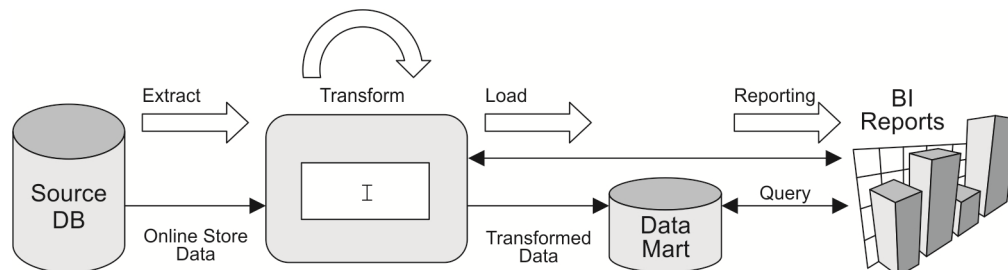 Extract
Transform
Load
Reporting
BI
Reports
Source
DB
I
Online Store
Data
Transformed
Data
Data
Mart
Query